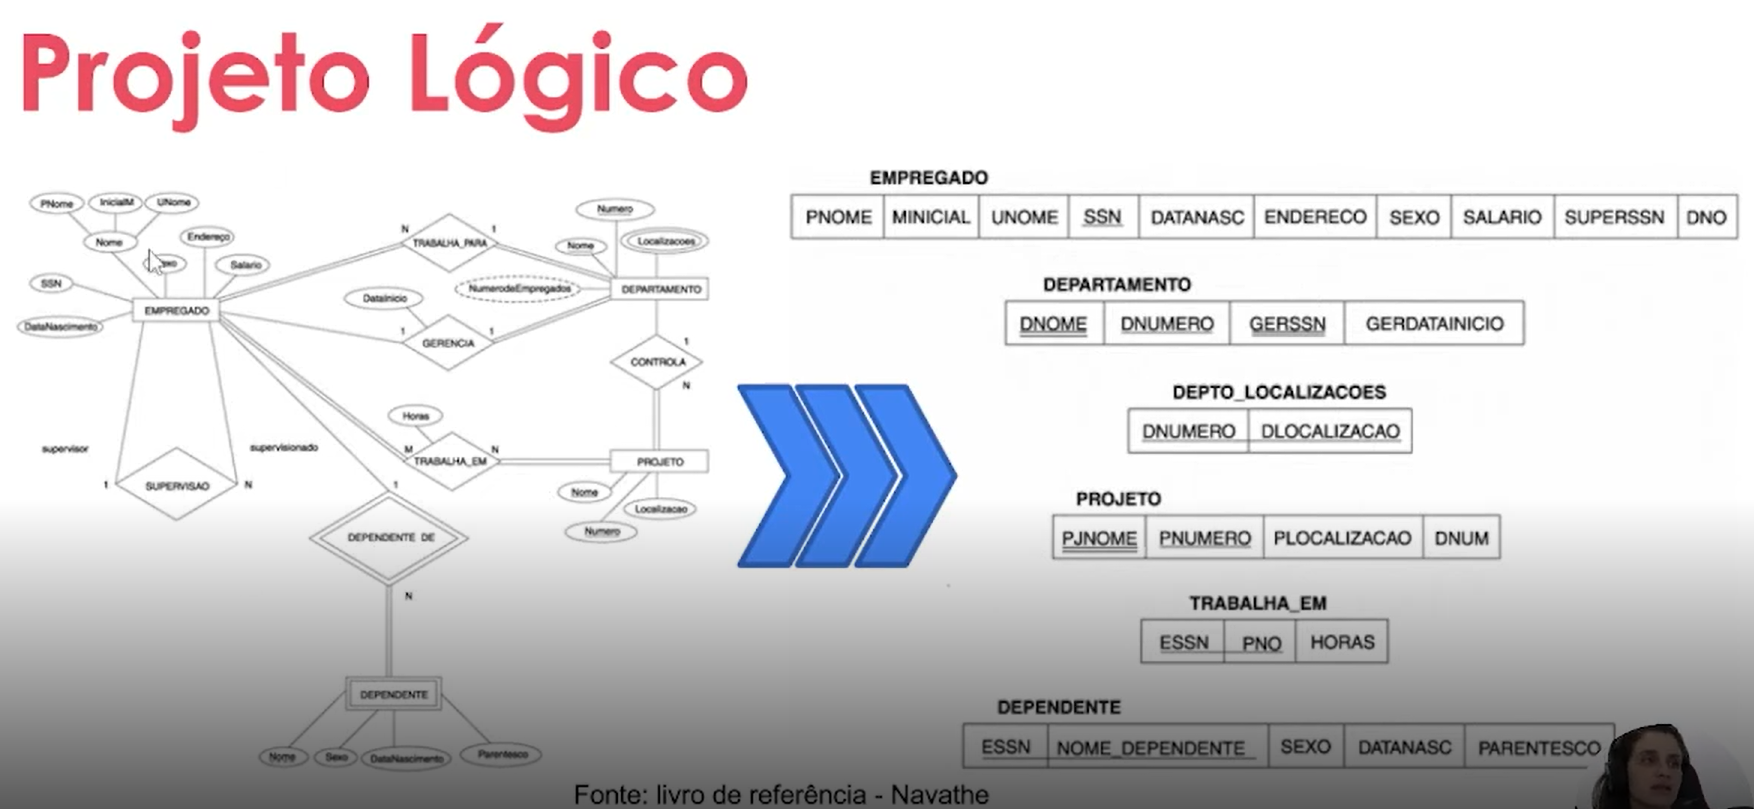 Projeto Lógico
PNome
InicialM
UNome
Nome
Endereço
Salario
SSN
DataNascimento
EMPREGADO
N
TRABALHA_PARA
1
Numero
Nome
Localizacoes
NumerodeEmpregados
DEPARTAMENTO
DataInicio
1
GERENCIA
1
1
CONTROLA
N
Horas
M
TRABALHA_EM
N
PROJETO
Nome
Localizacao
Numero
supervisor
supervisionado
1
SUPERVISAO
N
1
DEPENDENTE DE
N
DEPENDENTE
Nome
Sexo
DataNascimento
Parentesco
EMPREGADO
PNOME MINICIAL UNOME SSN DATANASC ENDERECO SEXO SALARIO SUPERSSN DNO
DEPARTAMENTO
DNOME DNUMERO GERSSN GERDATAINICIO
DEPTO_LOCALIZACOES
DNUMERO DLOCALIZACAO
PROJETO
PJNOME PNUMERO PLOCALIZACAO DNUM
TRABALHA_EM
ESSN PNO HORAS
DEPENDENTE
ESSN NOME_DEPENDENTE SEXO DATANASC PARENTESCO
Fonte: livro de referência - Navathe